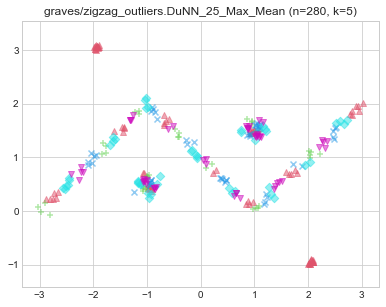 graves/zigzag_outliers.DuNN_25_Max_Mean (n=280, k=5)
3
2
1
0
−1
−3 −2 −1 0 1 2 3